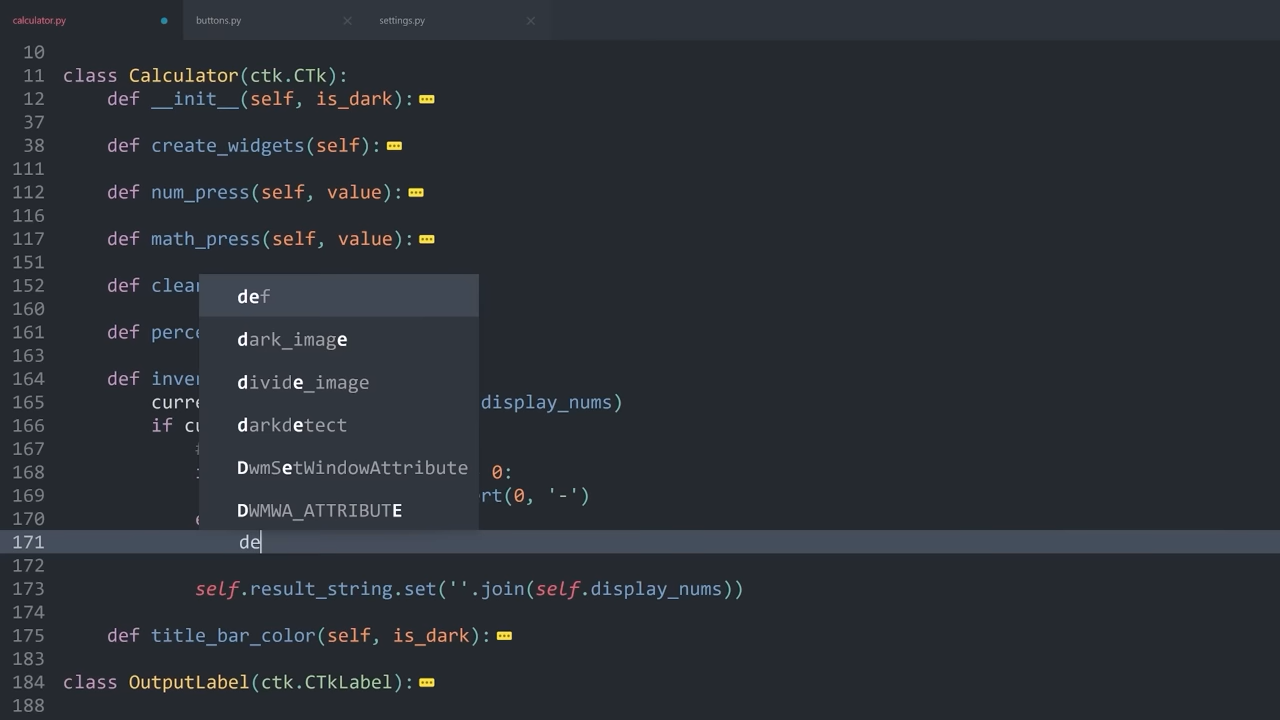 calculator.py buttons.py settings.py
10
11 class Calculator(ctk.CTk):
12 def __init__(self, is_dark):
37
38 def create_widgets(self):
111
112 def num_press(self, value):
116
117 def math_press(self, value):
151
152 def clear
160
161 def perce
163
164 def inver
165 curre display_nums)
166 if cu
167 #
168 i 0:
169 rt(0, '-')
170 e
171 de
172
173 self.result_string.set(''.join(self.display_nums))
174
175 def title_bar_color(self, is_dark):
183
184 class OutputLabel(ctk.CTkLabel):
188
def
dark_image
divide_image
darkdetect
DwmSetWindowAttribute
DWMWA_ATTRIBUTE